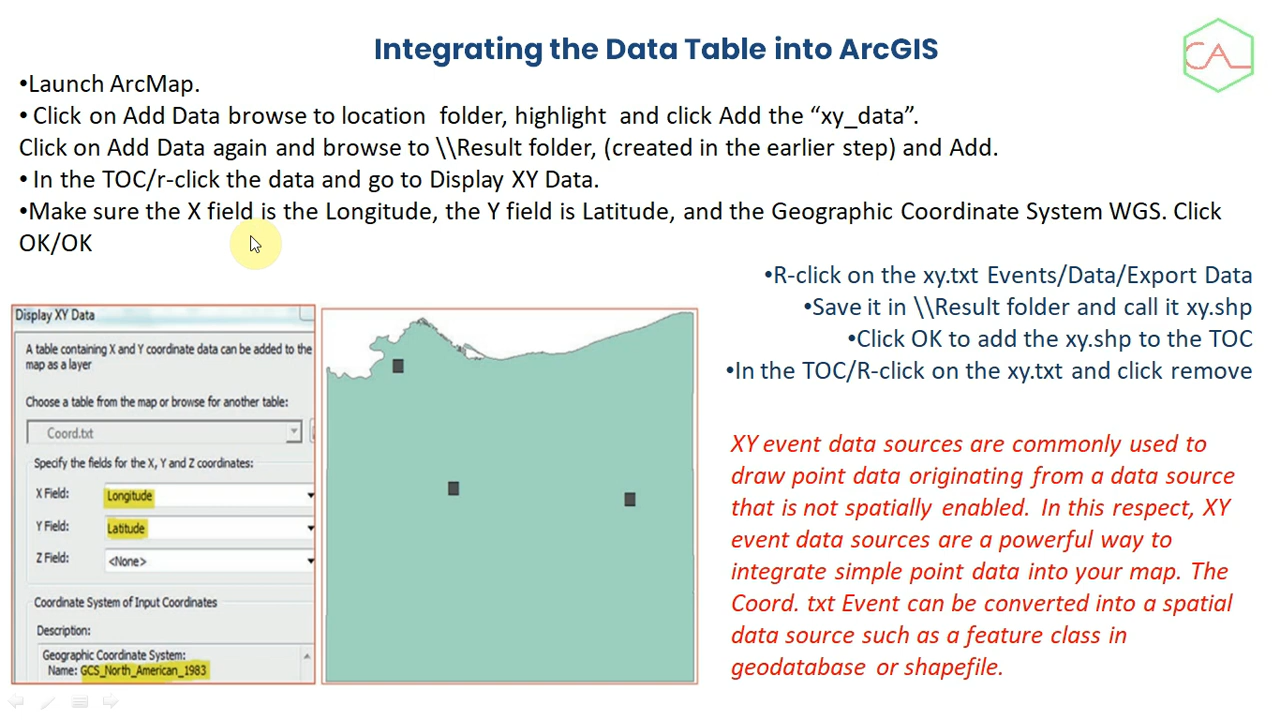 Integrating the Data Table into ArcGIS
CAL
•Launch ArcMap.
• Click on Add Data browse to location folder, highlight and click Add the “xy_data”.
Click on Add Data again and browse to \\Result folder, (created in the earlier step) and Add.
• In the TOC/r-click the data and go to Display XY Data.
•Make sure the X field is the Longitude, the Y field is Latitude, and the Geographic Coordinate System WGS. Click
OK/OK
•R-click on the xy.txt Events/Data/Export Data
•Save it in \\Result folder and call it xy.shp
•Click OK to add the xy.shp to the TOC
•In the TOC/R-click on the xy.txt and click remove
Display XY Data
A table containing X and Y coordinate data can be added to the
map as a layer
Choose a table from the map or browse for another table:
Coord.txt
Specify the fields for the X, Y and Z coordinates:
X Field: Longitude
Y Field: Latitude
Z Field: <None>
Coordinate System of Input Coordinates
Description:
Geographic Coordinate System:
Name: GCS_North_American_1983
XY event data sources are commonly used to
draw point data originating from a data source
that is not spatially enabled. In this respect, XY
event data sources are a powerful way to
integrate simple point data into your map. The
Coord. txt Event can be converted into a spatial
data source such as a feature class in
geodatabase or shapefile.